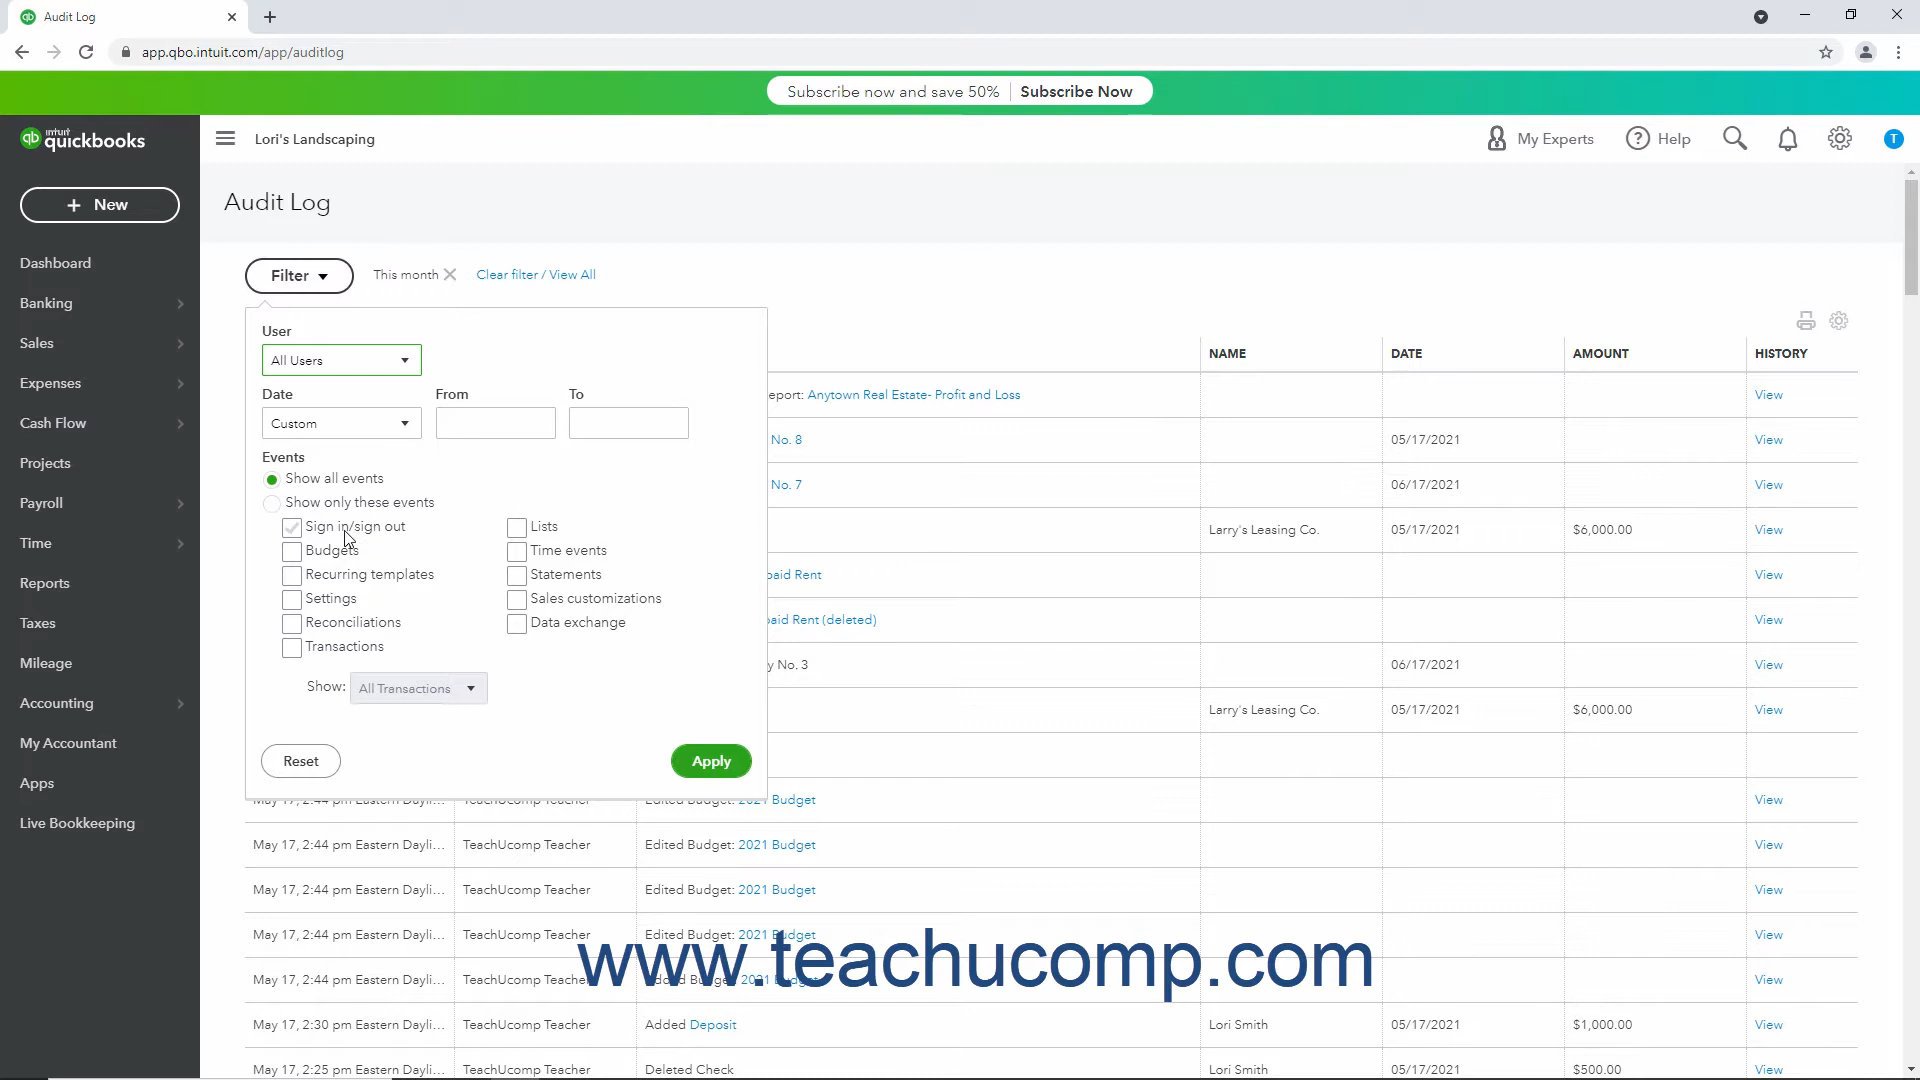 Audit Log
app.qbo.intuit.com/app/auditlog
Subscribe now and save 50% Subscribe Now
intuit quickbooks
Lori's Landscaping
My Experts
Help
T
+ New
Dashboard
Banking
Sales
Expenses
Cash Flow
Projects
Payroll
Time
Reports
Taxes
Mileage
Accounting
My Accountant
Apps
Live Bookkeeping
Audit Log
Filter This month Clear filter / View All
User
All Users
Date From To
Custom
Events
Show all events
Show only these events
Sign in/sign out Lists
Budgets Time events
Recurring templates Statements
Settings Sales customizations
Reconciliations Data exchange
Transactions
Show: All Transactions
Reset Apply
NAME DATE AMOUNT HISTORY
eport: Anytown Real Estate- Profit and Loss View
No. 8 05/17/2021 View
No. 7 06/17/2021 View
Larry's Leasing Co. 05/17/2021 $6,000.00 View
paid Rent View
paid Rent (deleted) View
y No. 3 06/17/2021 View
Larry's Leasing Co. 05/17/2021 $6,000.00 View
May 17, 2:44 pm Eastern Dayli... TeachUcomp Teacher Edited Budget: 2021 Budget View
May 17, 2:44 pm Eastern Dayli... TeachUcomp Teacher Edited Budget: 2021 Budget View
May 17, 2:44 pm Eastern Dayli... TeachUcomp Teacher Edited Budget: 2021 Budget View
May 17, 2:44 pm Eastern Dayli... TeachUcomp Teacher Edited Budget: 2021 Budget View
May 17, 2:44 pm Eastern Dayli... TeachUcomp Teacher Added Budget: 2021 Budget View
www.teachucomp.com
May 17, 2:30 pm Eastern Dayli... TeachUcomp Teacher Added Deposit Lori Smith 05/17/2021 $1,000.00 View
May 17, 2:25 pm Eastern Dayli... TeachUcomp Teacher Deleted Check Lori Smith 05/17/2021 $500.00 View